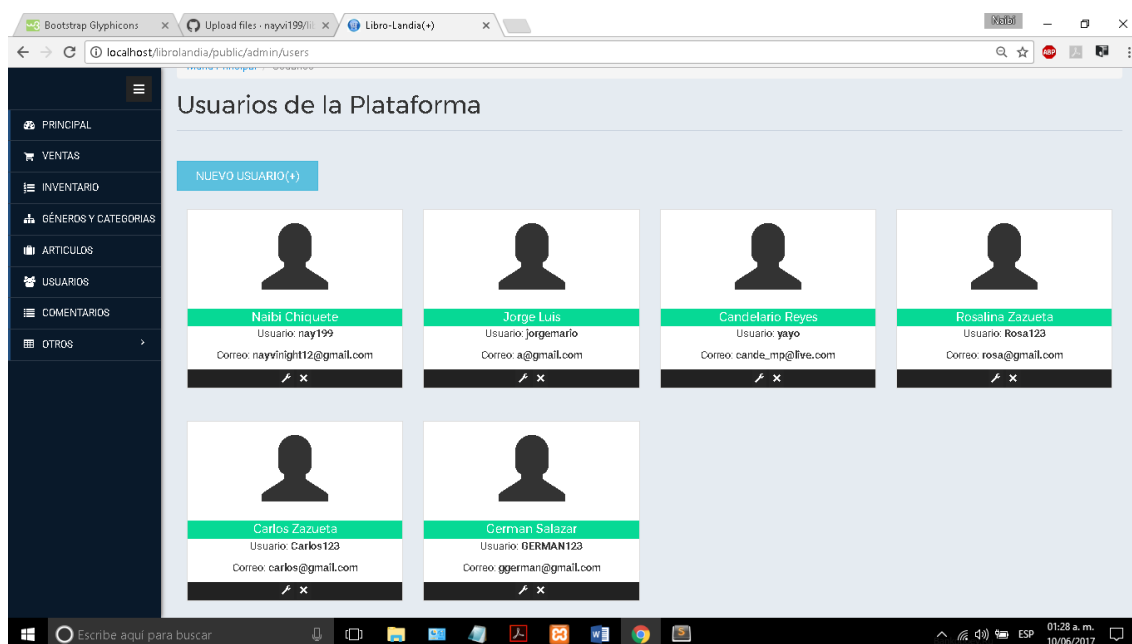 Bootstrap Glyphicons
Upload files · nayvi199/li
Libro-Landia(+)
Naibi
localhost/librolandia/public/admin/users
ABP
Usuarios de la Plataforma
PRINCIPAL
VENTAS
INVENTARIO
GÉNEROS Y CATEGORIAS
ARTICULOS
USUARIOS
COMENTARIOS
OTROS
NUEVO USUARIO(+)
Naibi Chiquete
Usuario: nay199
Correo: nayvinight12@gmail.com
Jorge Luis
Usuario: jorgemario
Correo: a@gmail.com
Candelario Reyes
Usuario: yayo
Correo: cande_mp@live.com
Rosalina Zazueta
Usuario: Rosa123
Correo: rosa@gmail.com
Carlos Zazueta
Usuario: Carlos123
Correo: carlos@gmail.com
German Salazar
Usuario: GERMAN123
Correo: ggerman@gmail.com
Escribe aquí para buscar
ESP
01:28 a. m.
10/06/2017